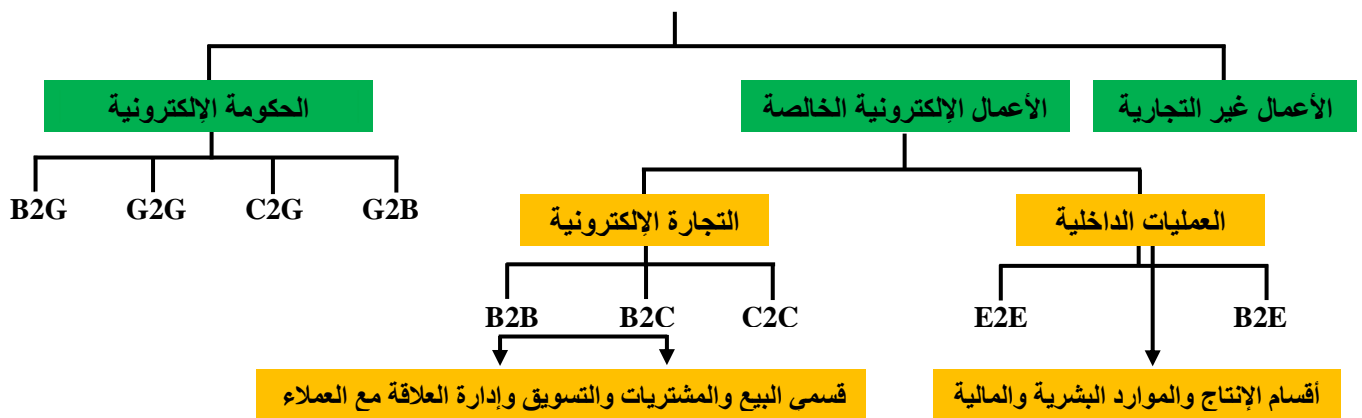 الأعمال غير التجارية
الأعمال الإلكترونية الخالصة
الحكومة الإلكترونية
B2G G2G C2G G2B
العمليات الداخلية
التجارة الإلكترونية
B2B B2C C2C
E2E B2E
أقسام الإنتاج والموارد البشرية والمالية
قسمي البيع والمشتريات والتسويق وإدارة العلاقة مع العملاء